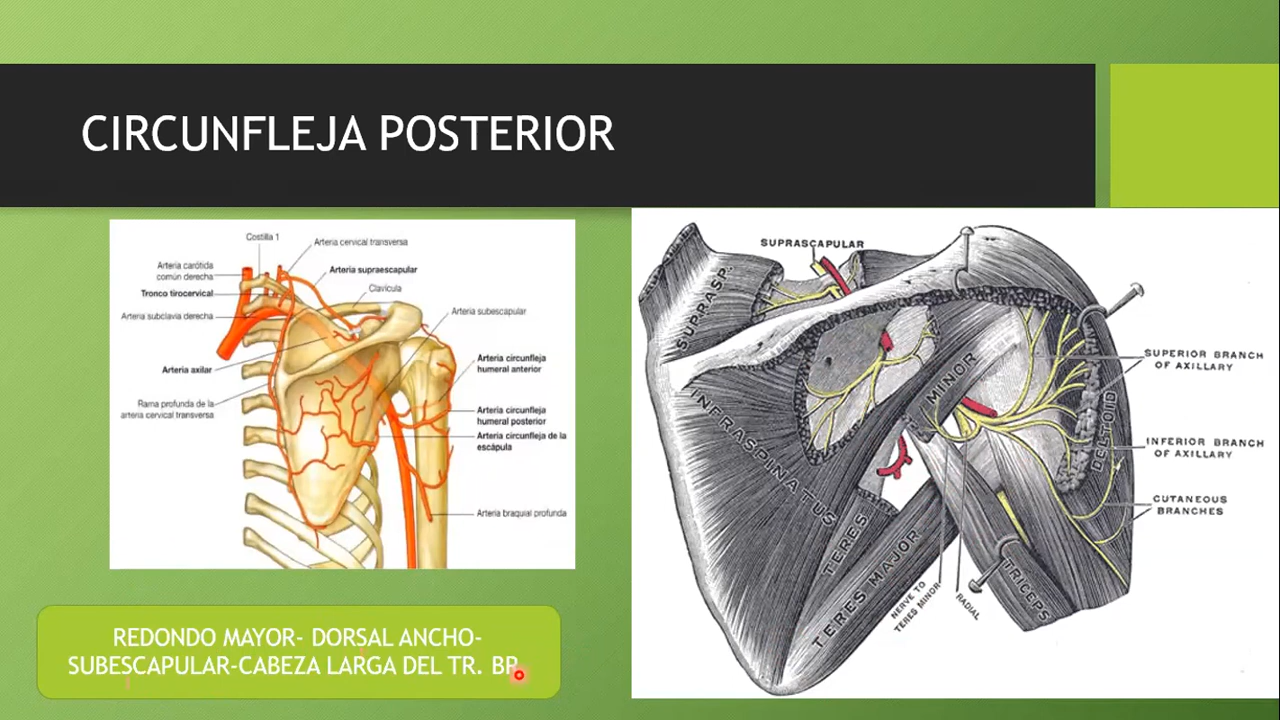 CIRCUNFLEJA POSTERIOR
Costilla 1
Arteria cervical transversa
Arteria carótida
común derecha
Arteria supraescapular
Tronco tirocervical
Clavícula
Arteria subclavia derecha
Arteria subescapular
Arteria axilar
Arteria circunfleja
humeral anterior
Rama profunda de la
arteria cervical transversa
Arteria circunfleja
humeral posterior
Arteria circunfleja de la
escápula
Arteria braquial profunda
SUPRASCAPULAR
SUPRASP.
INFRASPINATUS
MINOR
TERES
TERES MAJOR
NERVE TO
TERES MINOR
RADIAL
TRICEPS
DELTOID
SUPERIOR BRANCH
OF AXILLARY
INFERIOR BRANCH
OF AXILLARY
CUTANEOUS
BRANCHES
REDONDO MAYOR- DORSAL ANCHO-
SUBESCAPULAR-CABEZA LARGA DEL TR. BP